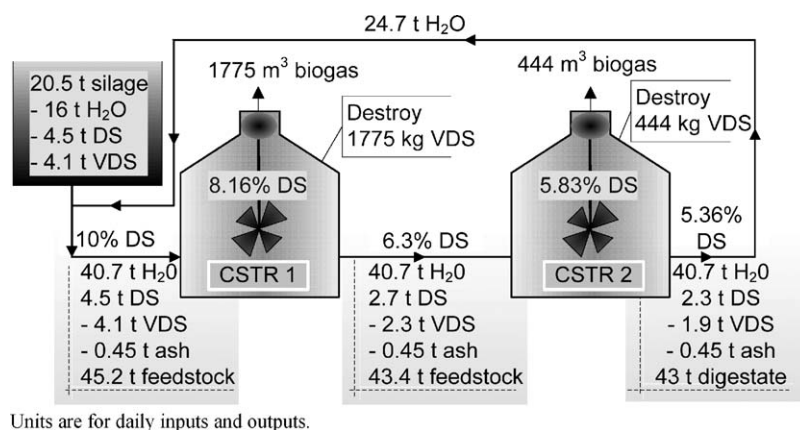 24.7 t H₂O
20.5 t silage
- 16 t H₂O
- 4.5 t DS
- 4.1 t VDS
1775 m³ biogas
Destroy
1775 kg VDS
444 m³ biogas
Destroy
444 kg VDS
8.16% DS
5.83% DS
10% DS
6.3% DS
5.36%
DS
CSTR 1
CSTR 2
40.7 t H₂0
4.5 t DS
- 4.1 t VDS
- 0.45 t ash
45.2 t feedstock
40.7 t H₂0
2.7 t DS
- 2.3 t VDS
- 0.45 t ash
43.4 t feedstock
40.7 t H₂0
2.3 t DS
- 1.9 t VDS
- 0.45 t ash
43 t digestate
Units are for daily inputs and outputs.